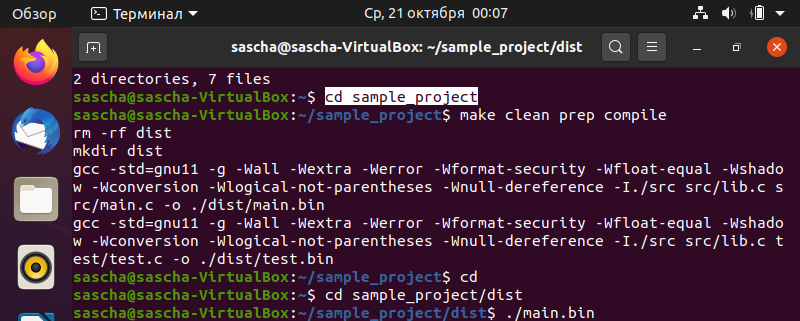 Обзор
Терминал
Ср, 21 октября 00:07
sascha@sascha-VirtualBox: ~/sample_project/dist
2 directories, 7 files
sascha@sascha-VirtualBox:~$ cd sample_project
sascha@sascha-VirtualBox:~/sample_project$ make clean prep compile
rm -rf dist
mkdir dist
gcc -std=gnu11 -g -Wall -Wextra -Werror -Wformat-security -Wfloat-equal -Wshado
w -Wconversion -Wlogical-not-parentheses -Wnull-dereference -I./src src/lib.c s
rc/main.c -o ./dist/main.bin
gcc -std=gnu11 -g -Wall -Wextra -Werror -Wformat-security -Wfloat-equal -Wshado
w -Wconversion -Wlogical-not-parentheses -Wnull-dereference -I./src src/lib.c t
est/test.c -o ./dist/test.bin
sascha@sascha-VirtualBox:~/sample_project$ cd
sascha@sascha-VirtualBox:~$ cd sample_project/dist
sascha@sascha-VirtualBox:~/sample_project/dist$ ./main.bin